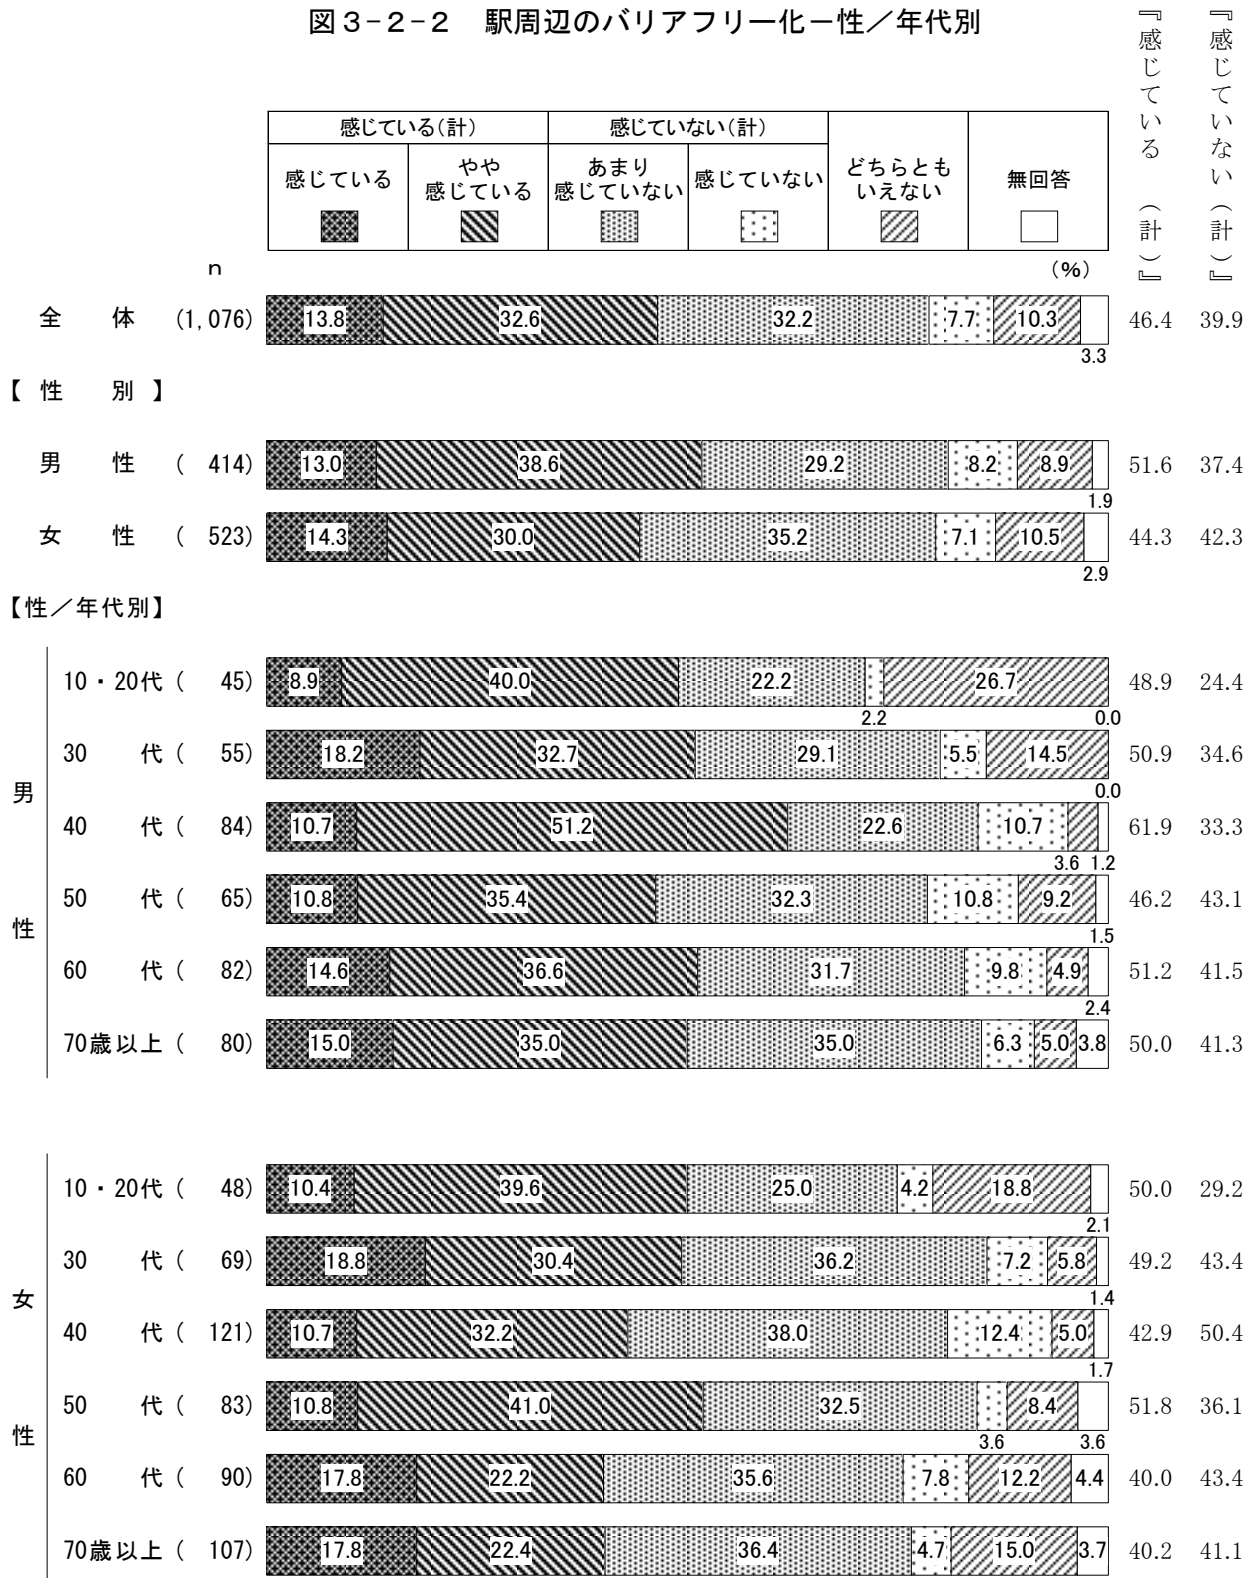 図3-2-2 駅周辺のバリアフリー化－性／年代別
『感じている（計）』
『感じていない（計）』
感じている(計) 感じていない(計)
感じている やや感じている あまり感じていない 感じていない どちらともいえない 無回答
n (%)
全 体 (1,076) 13.8 32.6 32.2 7.7 10.3 3.3 46.4 39.9
【 性 別 】
男 性 ( 414) 13.0 38.6 29.2 8.2 8.9 1.9 51.6 37.4
女 性 ( 523) 14.3 30.0 35.2 7.1 10.5 2.9 44.3 42.3
【性／年代別】
男性
10・20代 ( 45) 8.9 40.0 22.2 2.2 26.7 0.0 48.9 24.4
30 代 ( 55) 18.2 32.7 29.1 5.5 14.5 0.0 50.9 34.6
40 代 ( 84) 10.7 51.2 22.6 10.7 3.6 1.2 61.9 33.3
50 代 ( 65) 10.8 35.4 32.3 10.8 9.2 1.5 46.2 43.1
60 代 ( 82) 14.6 36.6 31.7 9.8 4.9 2.4 51.2 41.5
70歳以上 ( 80) 15.0 35.0 35.0 6.3 5.0 3.8 50.0 41.3
女性
10・20代 ( 48) 10.4 39.6 25.0 4.2 18.8 2.1 50.0 29.2
30 代 ( 69) 18.8 30.4 36.2 7.2 5.8 1.4 49.2 43.4
40 代 ( 121) 10.7 32.2 38.0 12.4 5.0 1.7 42.9 50.4
50 代 ( 83) 10.8 41.0 32.5 3.6 8.4 3.6 51.8 36.1
60 代 ( 90) 17.8 22.2 35.6 7.8 12.2 4.4 40.0 43.4
70歳以上 ( 107) 17.8 22.4 36.4 4.7 15.0 3.7 40.2 41.1